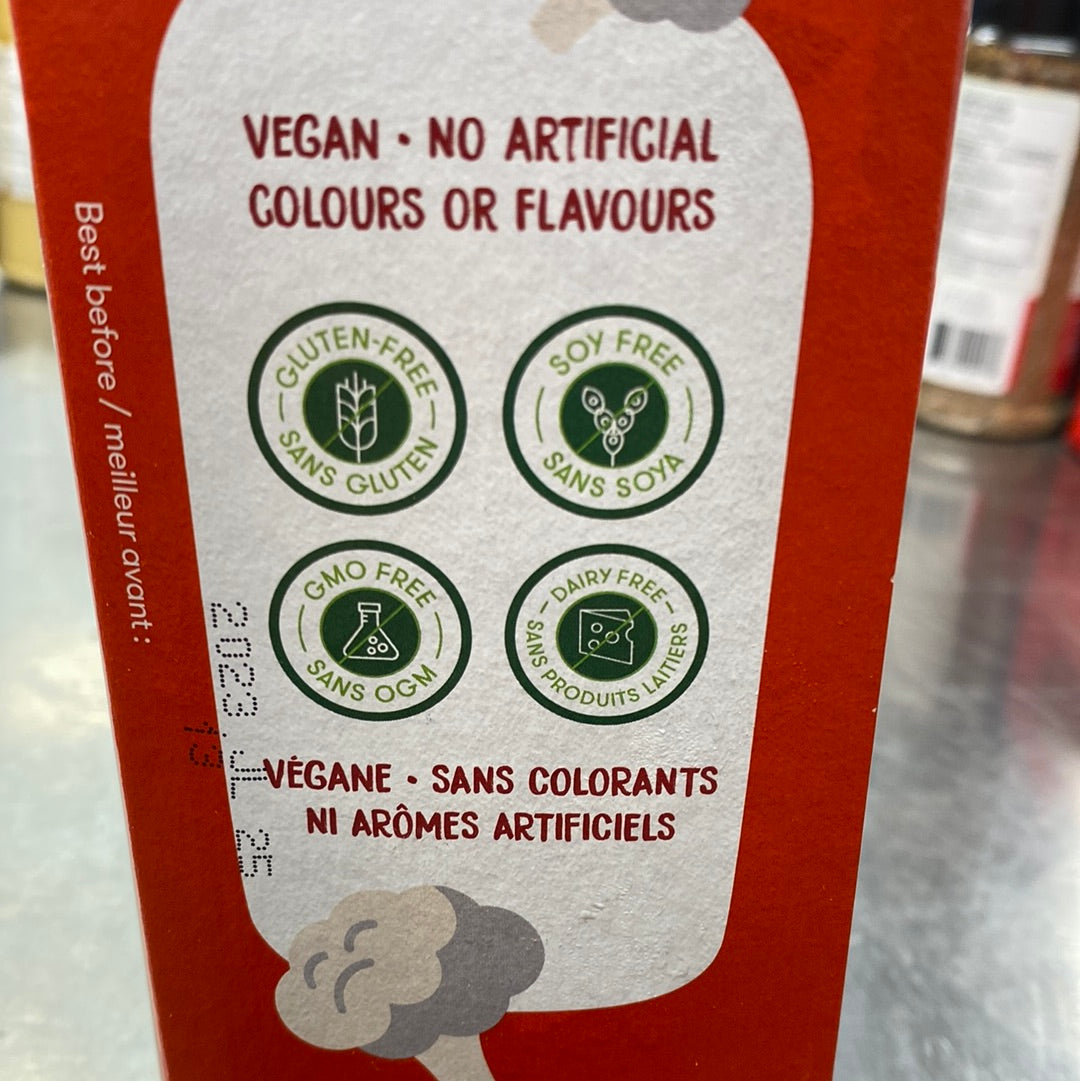 VEGAN • NO ARTIFICIAL
COLOURS OR FLAVOURS
GLUTEN-FREE
SANS GLUTEN
SOY FREE
SANS SOYA
GMO FREE
SANS OGM
DAIRY FREE
SANS PRODUITS LAITIERS
VÉGANE • SANS COLORANTS
NI ARÔMES ARTIFICIELS
Best before / meilleur avant :
2023 JL 25